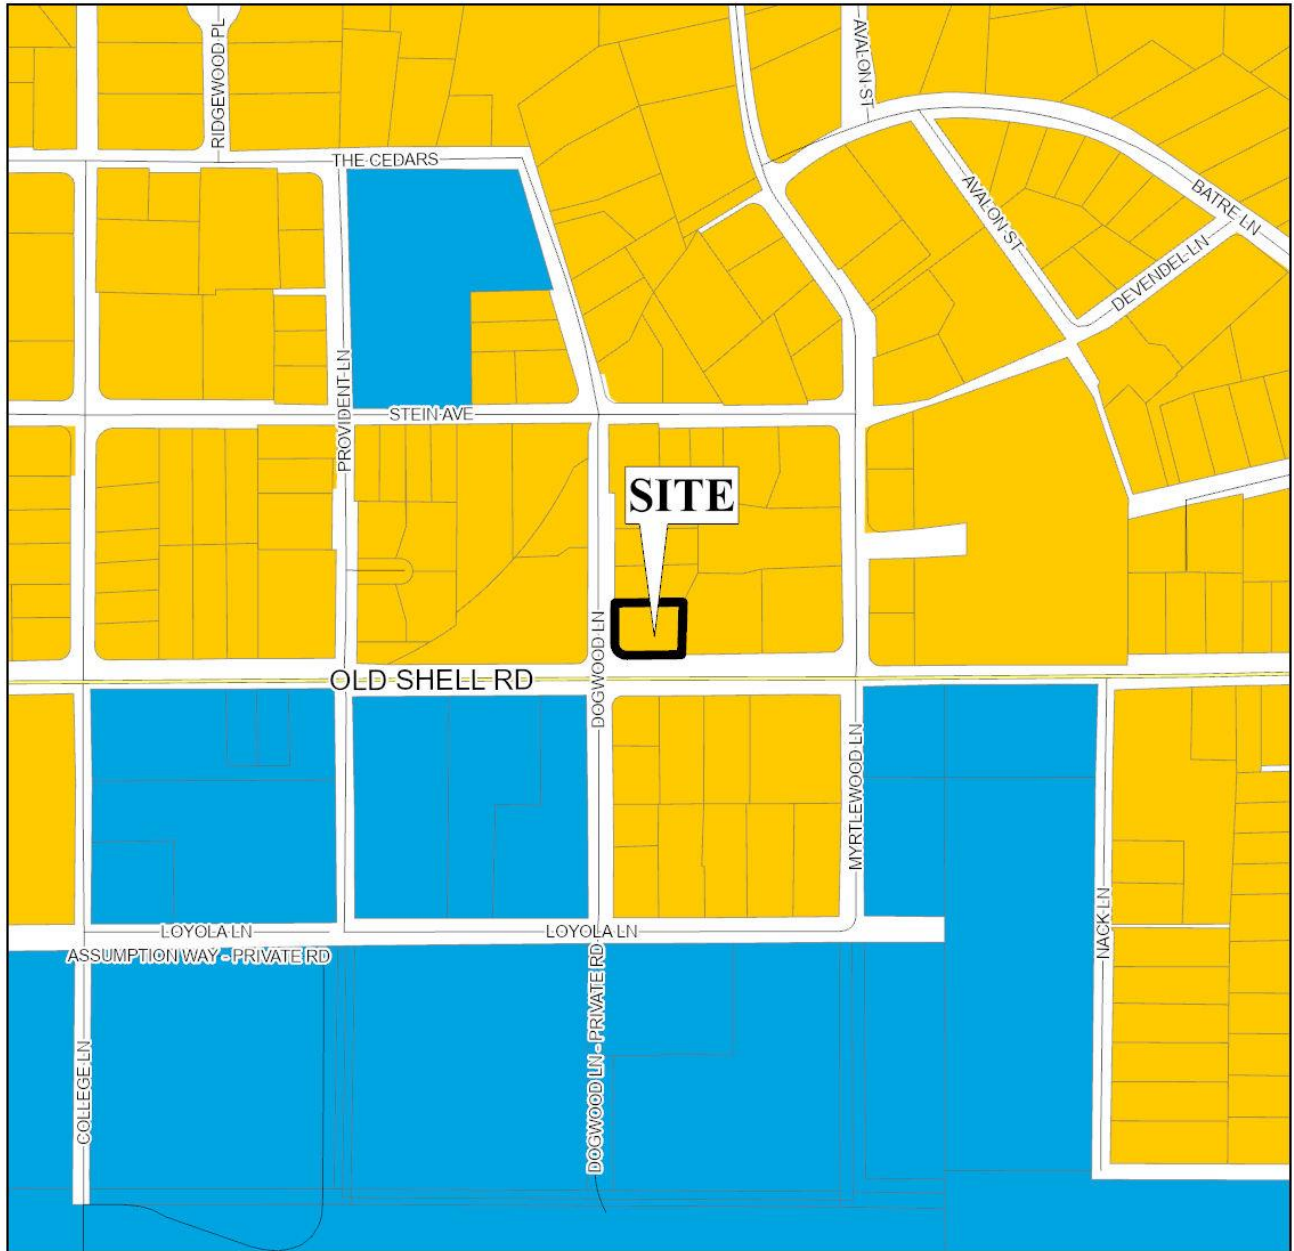 RIDGEWOOD PL
AVALON ST
THE CEDARS
AVALON ST
BATRE LN
DEVENDEL LN
PROVIDENT LN
STEIN AVE
SITE
DOGWOOD LN
OLD SHELL RD
MYRTLEWOOD LN
NACK LN
LOYOLA LN
LOYOLA LN
ASSUMPTION WAY - PRIVATE RD
DOGWOOD LN - PRIVATE RD
COLLEGE LN